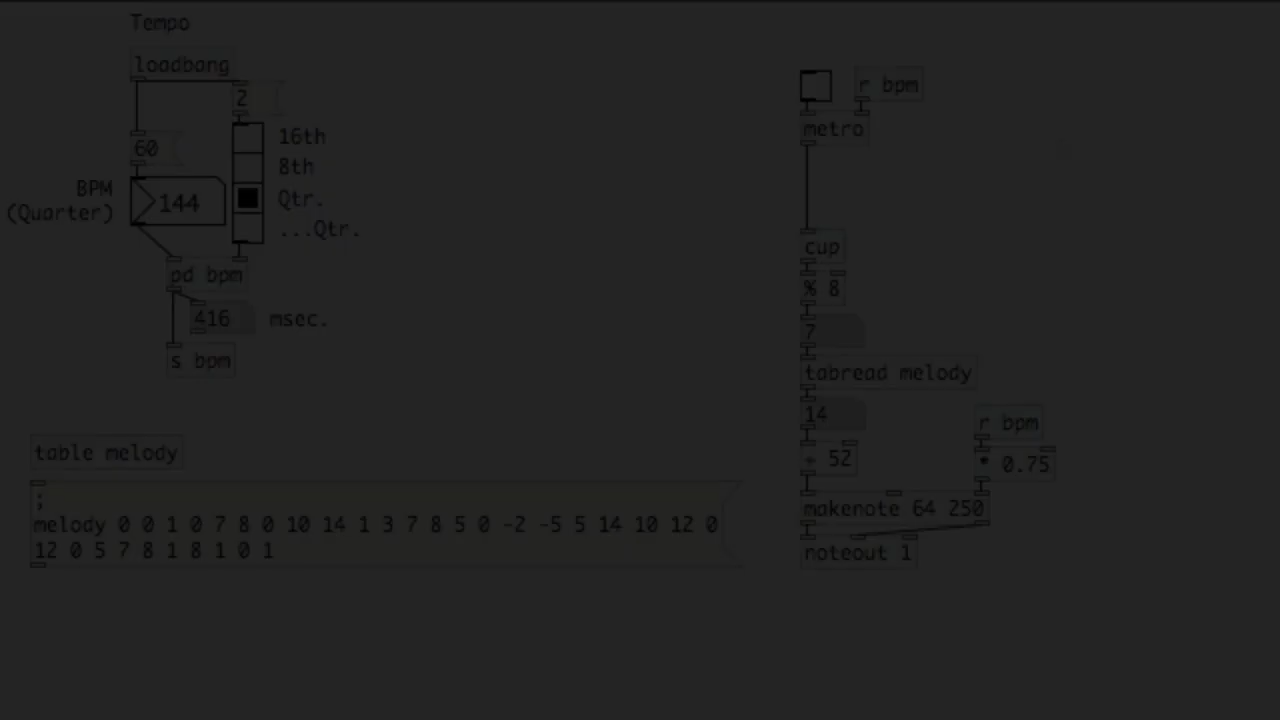 Tempo
loadbang
2
16th
60
8th
BPM
(Quarter)
144
Qtr.
...Qtr.
pd bpm
416
msec.
s bpm
table melody
;
melody 0 0 1 0 7 8 0 10 14 1 3 7 8 5 0 -2 -5 5 14 10 12 0
12 0 5 7 8 1 8 1 0 1
r bpm
metro
cup
% 8
7
tabread melody
14
r bpm
+ 52
* 0.75
makenote 64 250
noteout 1